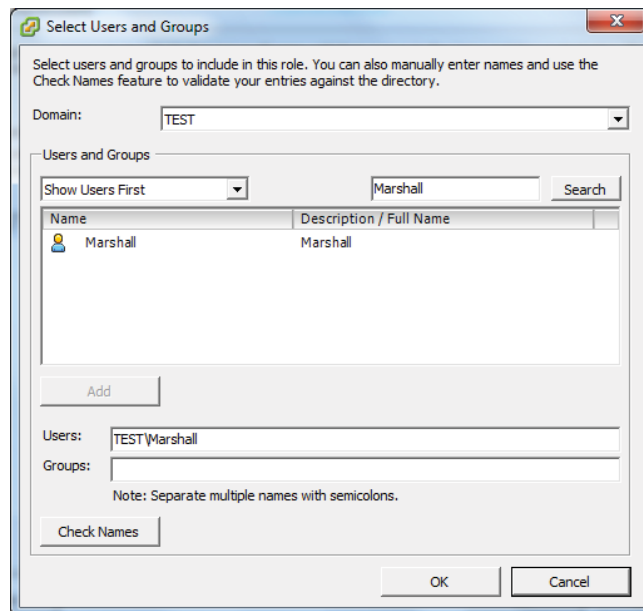 Select Users and Groups
Select users and groups to include in this role. You can also manually enter names and use the
Check Names feature to validate your entries against the directory.
Domain: TEST
Users and Groups
Show Users First Marshall Search
Name Description / Full Name
Marshall Marshall
Add
Users: TEST\Marshall
Groups:
Note: Separate multiple names with semicolons.
Check Names
OK Cancel